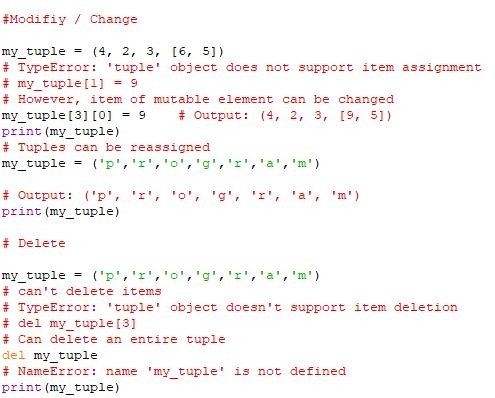 #Modifiy / Change
my_tuple = (4, 2, 3, [6, 5])
# TypeError: 'tuple' object does not support item assignment
# my_tuple[1] = 9
# However, item of mutable element can be changed
my_tuple[3][0] = 9    # Output: (4, 2, 3, [9, 5])
print(my_tuple)
# Tuples can be reassigned
my_tuple = ('p','r','o','g','r','a','m')
# Output: ('p', 'r', 'o', 'g', 'r', 'a', 'm')
print(my_tuple)
# Delete
my_tuple = ('p','r','o','g','r','a','m')
# can't delete items
# TypeError: 'tuple' object doesn't support item deletion
# del my_tuple[3]
# Can delete an entire tuple
del my_tuple
# NameError: name 'my_tuple' is not defined
print(my_tuple)